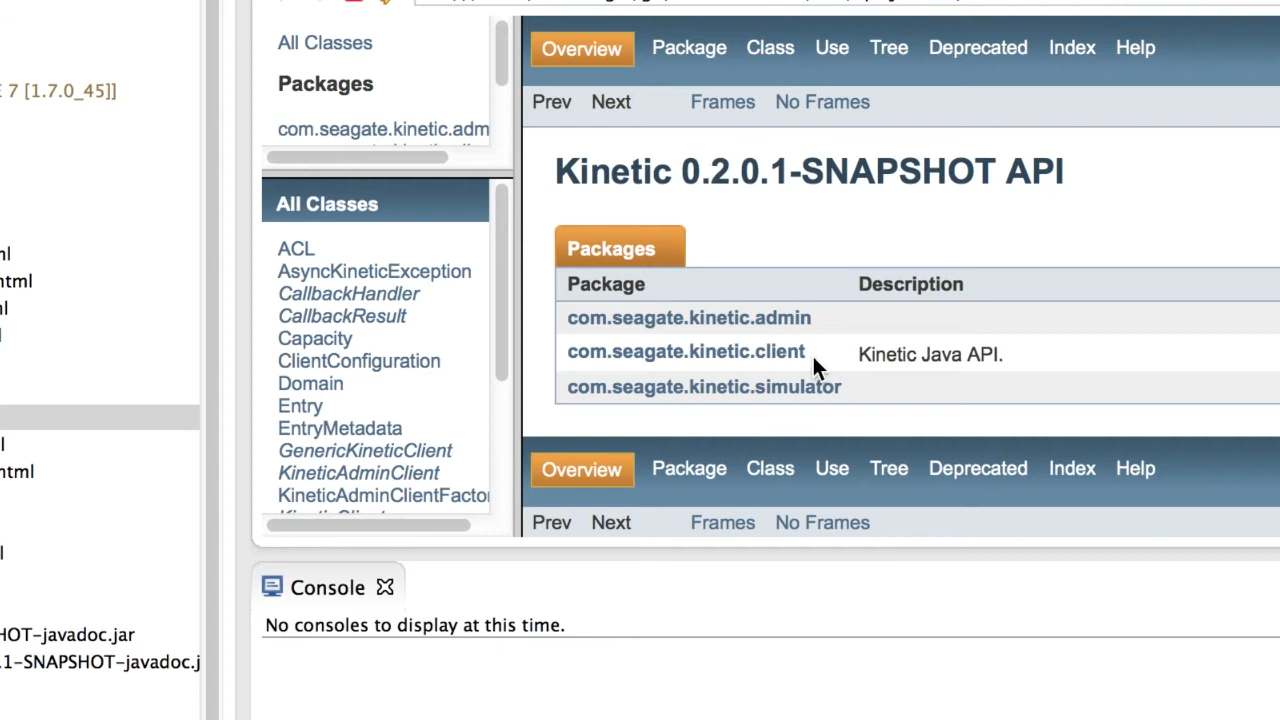 E 7 [1.7.0_45]]
ml
html
ml
l
html
l
HOT-javadoc.jar
.1-SNAPSHOT-javadoc.j
All Classes
Packages
com.seagate.kinetic.adm
All Classes
ACL
AsyncKineticException
CallbackHandler
CallbackResult
Capacity
ClientConfiguration
Domain
Entry
EntryMetadata
GenericKineticClient
KineticAdminClient
KineticAdminClientFactor
Overview Package Class Use Tree Deprecated Index Help
Prev Next Frames No Frames
Kinetic 0.2.0.1-SNAPSHOT API
Packages
Package Description
com.seagate.kinetic.admin
com.seagate.kinetic.client Kinetic Java API.
com.seagate.kinetic.simulator
Overview Package Class Use Tree Deprecated Index Help
Prev Next Frames No Frames
Console
No consoles to display at this time.